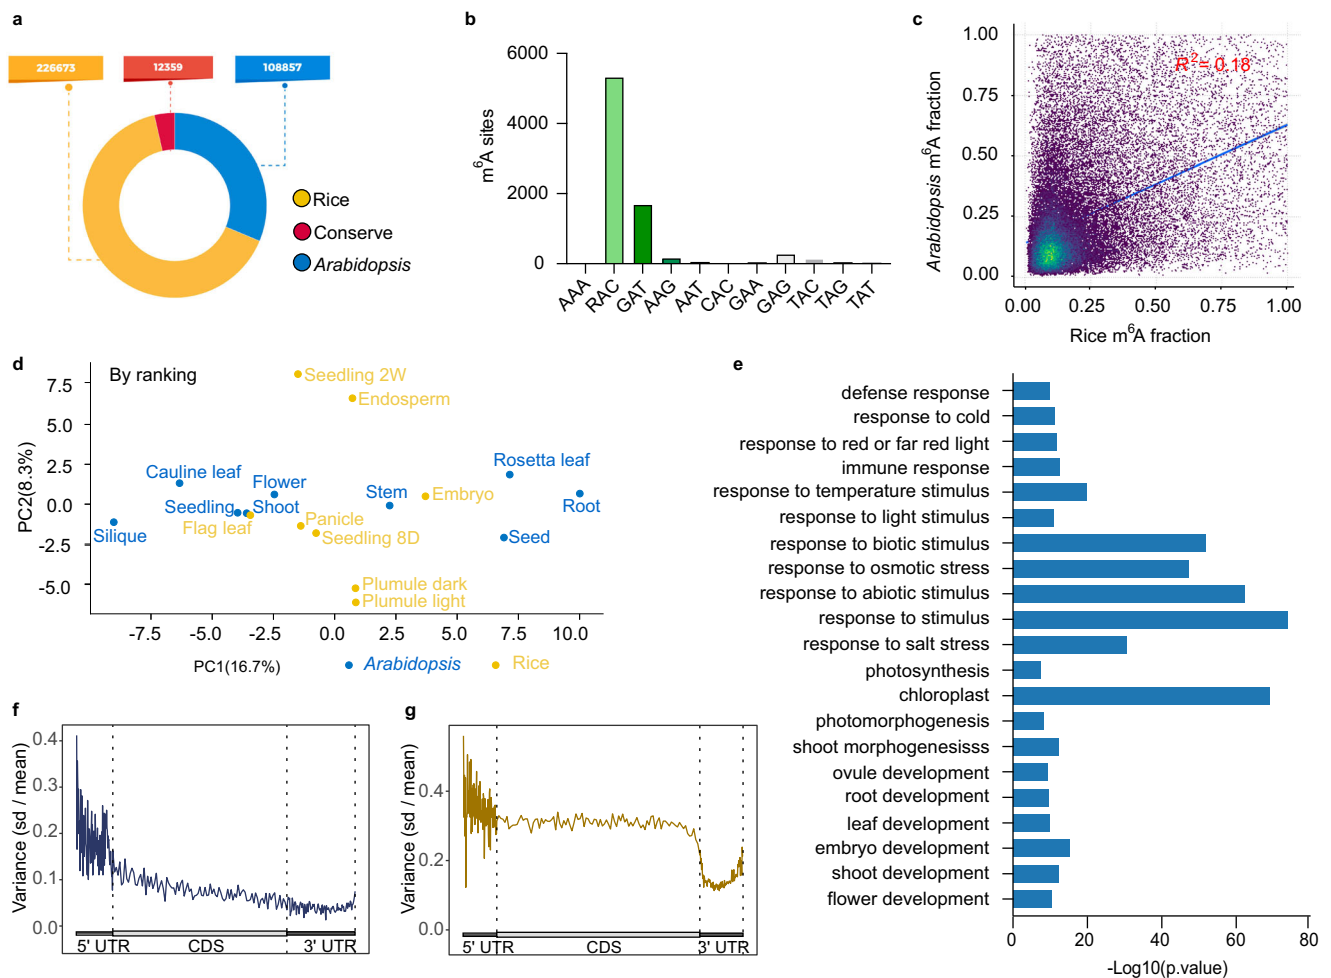 a
226673
12359
108857
Rice
Conserve
Arabidopsis
b
6000
4000
2000
0
m6A sites
AAA
RAC
GAT
AAG
AAT
CAC
GAA
GAG
TAC
TAG
TAT
c
1.00
0.75
0.50
0.25
0.00
Arabidopsis m6A fraction
R2= 0.18
0.00
0.25
0.50
0.75
1.00
Rice m6A fraction
d
By ranking
7.5
5.0
2.5
0.0
-2.5
-5.0
PC2(8.3%)
Seedling 2W
Endosperm
Cauline leaf
Flower
Seedling
Shoot
Flag leaf
Silique
Panicle
Seedling 8D
Stem
Embryo
Rosetta leaf
Root
Seed
Plumule dark
Plumule light
-7.5
-5.0
-2.5
0.0
2.5
5.0
7.5
10.0
PC1(16.7%)
Arabidopsis
Rice
e
defense response
response to cold
response to red or far red light
immune response
response to temperature stimulus
response to light stimulus
response to biotic stimulus
response to osmotic stress
response to abiotic stimulus
response to stimulus
response to salt stress
photosynthesis
chloroplast
photomorphogenesis
shoot morphogenesisss
ovule development
root development
leaf development
embryo development
shoot development
flower development
0
20
40
60
80
-Log10(p.value)
f
0.4
0.3
0.2
0.1
0.0
Variance (sd / mean)
5' UTR
CDS
3' UTR
g
0.4
0.2
0.0
Variance (sd / mean)
5' UTR
CDS
3' UTR